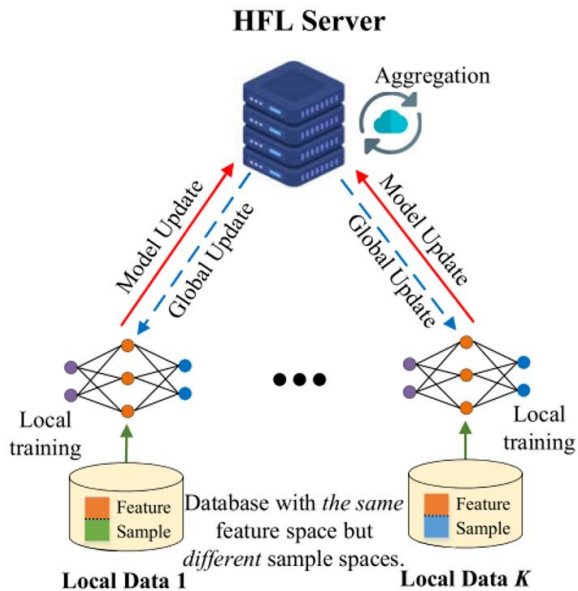 HFL Server
Aggregation
Model Update
Global Update
Global Update
Model Update
Local
training
Local
training
Feature
Sample
Database with the same
feature space but
different sample spaces.
Feature
Sample
Local Data 1
Local Data K